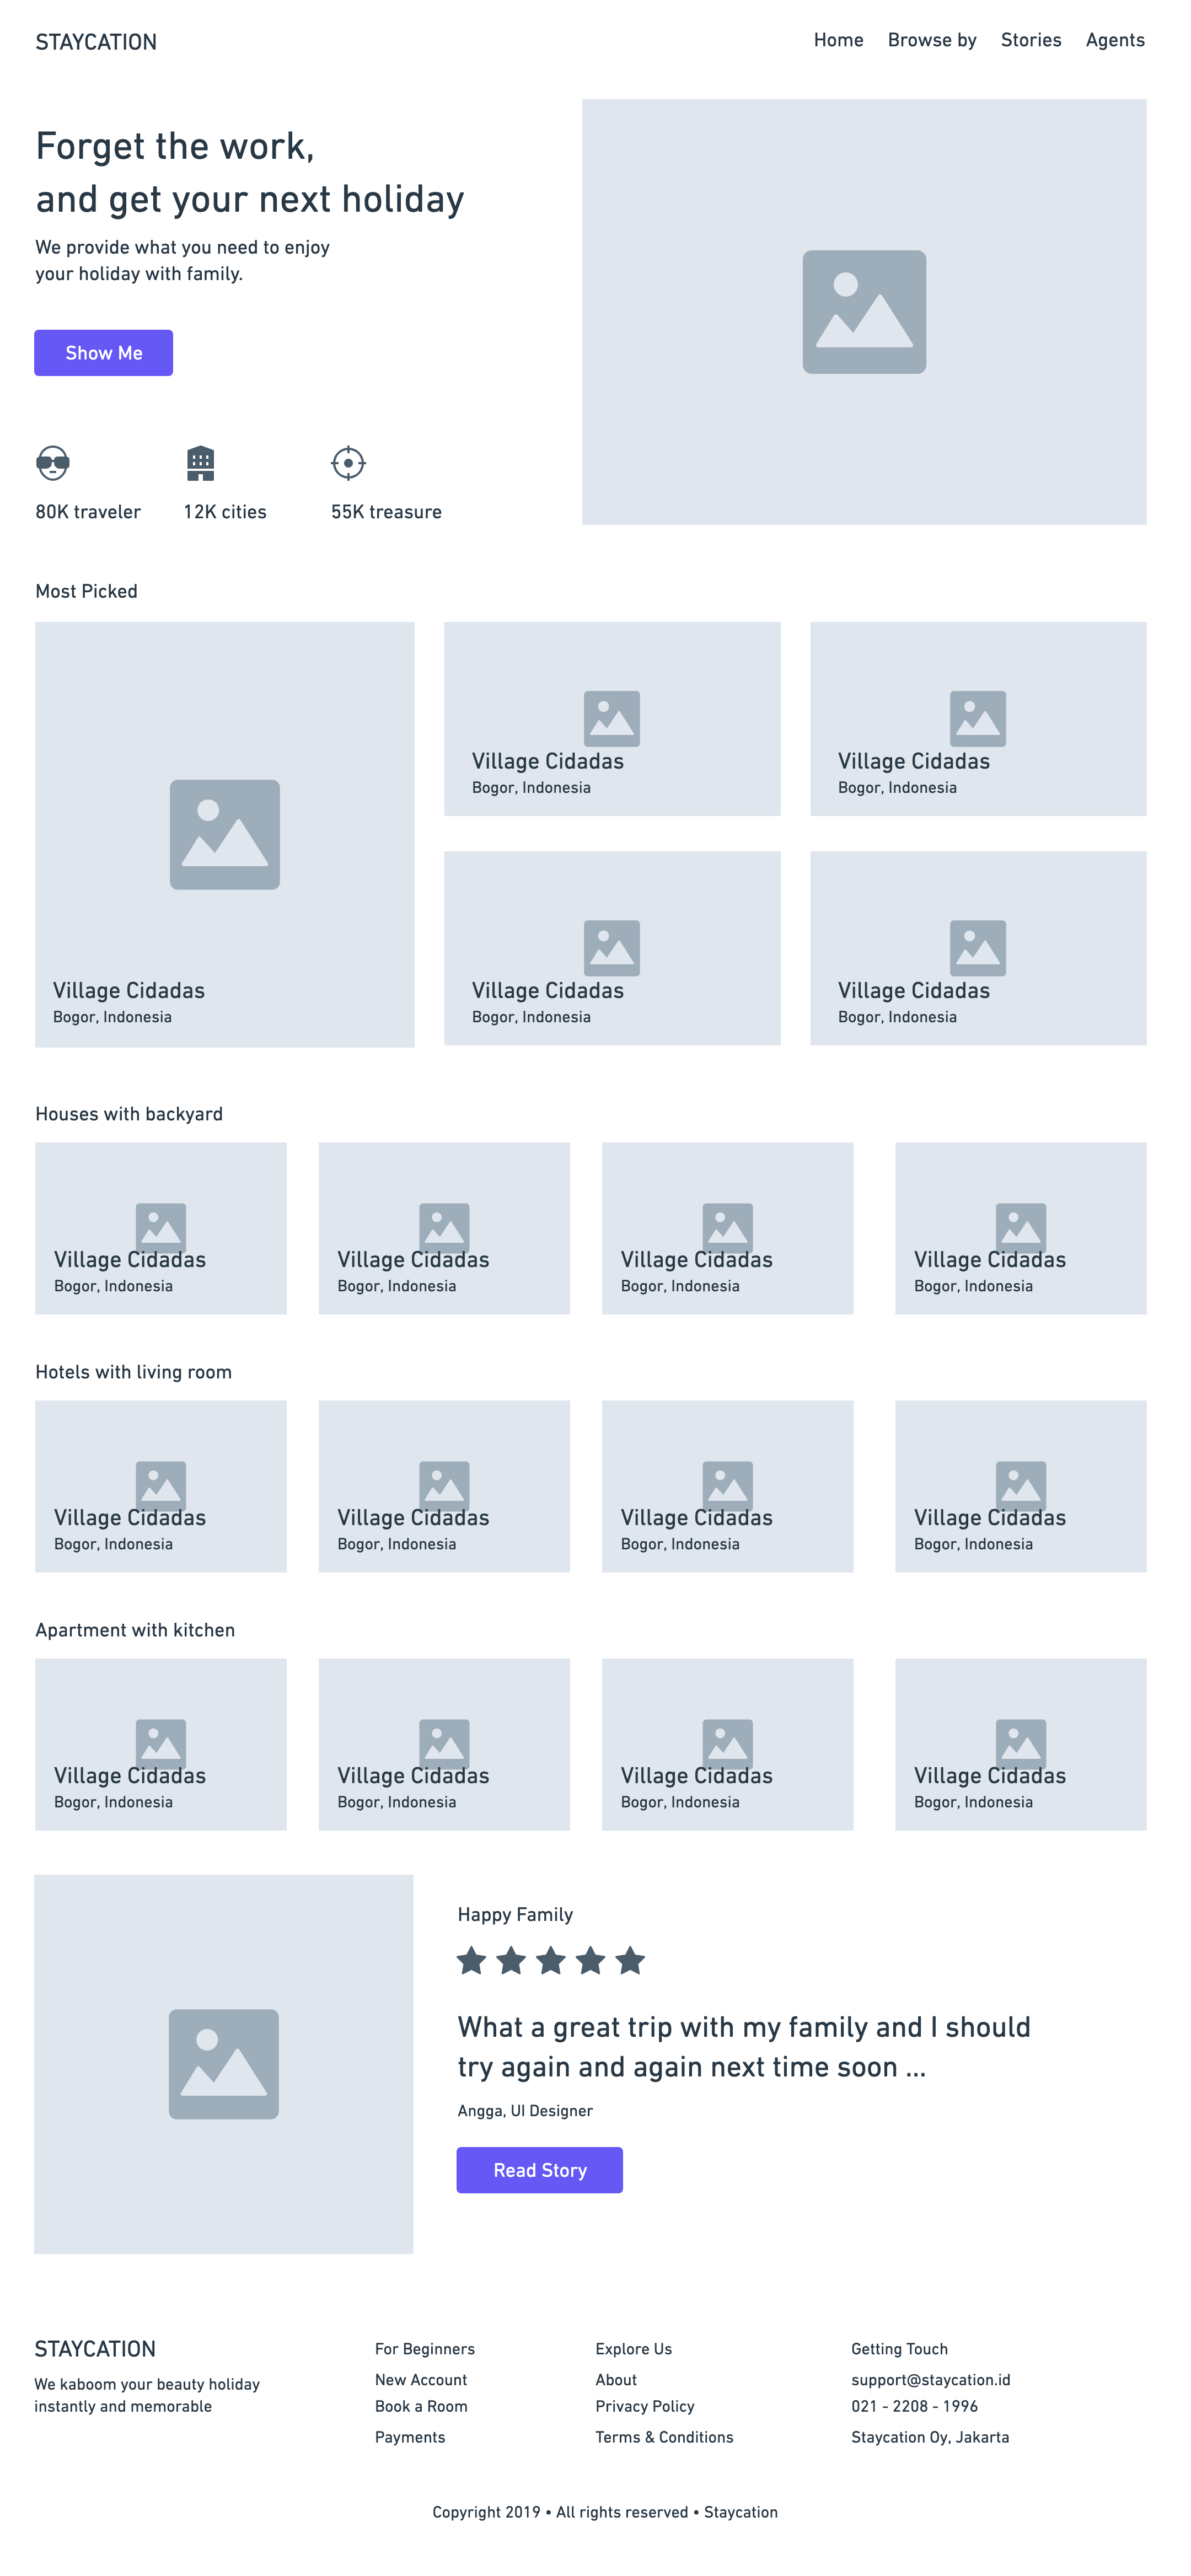 STAYCATION
Home Browse by Stories Agents
Forget the work,
and get your next holiday
We provide what you need to enjoy
your holiday with family.
Show Me
80K traveler 12K cities 55K treasure
Most Picked
Village Cidadas Village Cidadas
Bogor, Indonesia Bogor, Indonesia
Village Cidadas Village Cidadas Village Cidadas
Bogor, Indonesia Bogor, Indonesia Bogor, Indonesia
Houses with backyard
Village Cidadas Village Cidadas Village Cidadas Village Cidadas
Bogor, Indonesia Bogor, Indonesia Bogor, Indonesia Bogor, Indonesia
Hotels with living room
Village Cidadas Village Cidadas Village Cidadas Village Cidadas
Bogor, Indonesia Bogor, Indonesia Bogor, Indonesia Bogor, Indonesia
Apartment with kitchen
Village Cidadas Village Cidadas Village Cidadas Village Cidadas
Bogor, Indonesia Bogor, Indonesia Bogor, Indonesia Bogor, Indonesia
Happy Family
What a great trip with my family and I should
try again and again next time soon ...
Angga, UI Designer
Read Story
STAYCATION
We kaboom your beauty holiday
instantly and memorable
For Beginners
New Account
Book a Room
Payments
Explore Us
About
Privacy Policy
Terms & Conditions
Getting Touch
support@staycation.id
021 - 2208 - 1996
Staycation Oy, Jakarta
Copyright 2019 • All rights reserved • Staycation